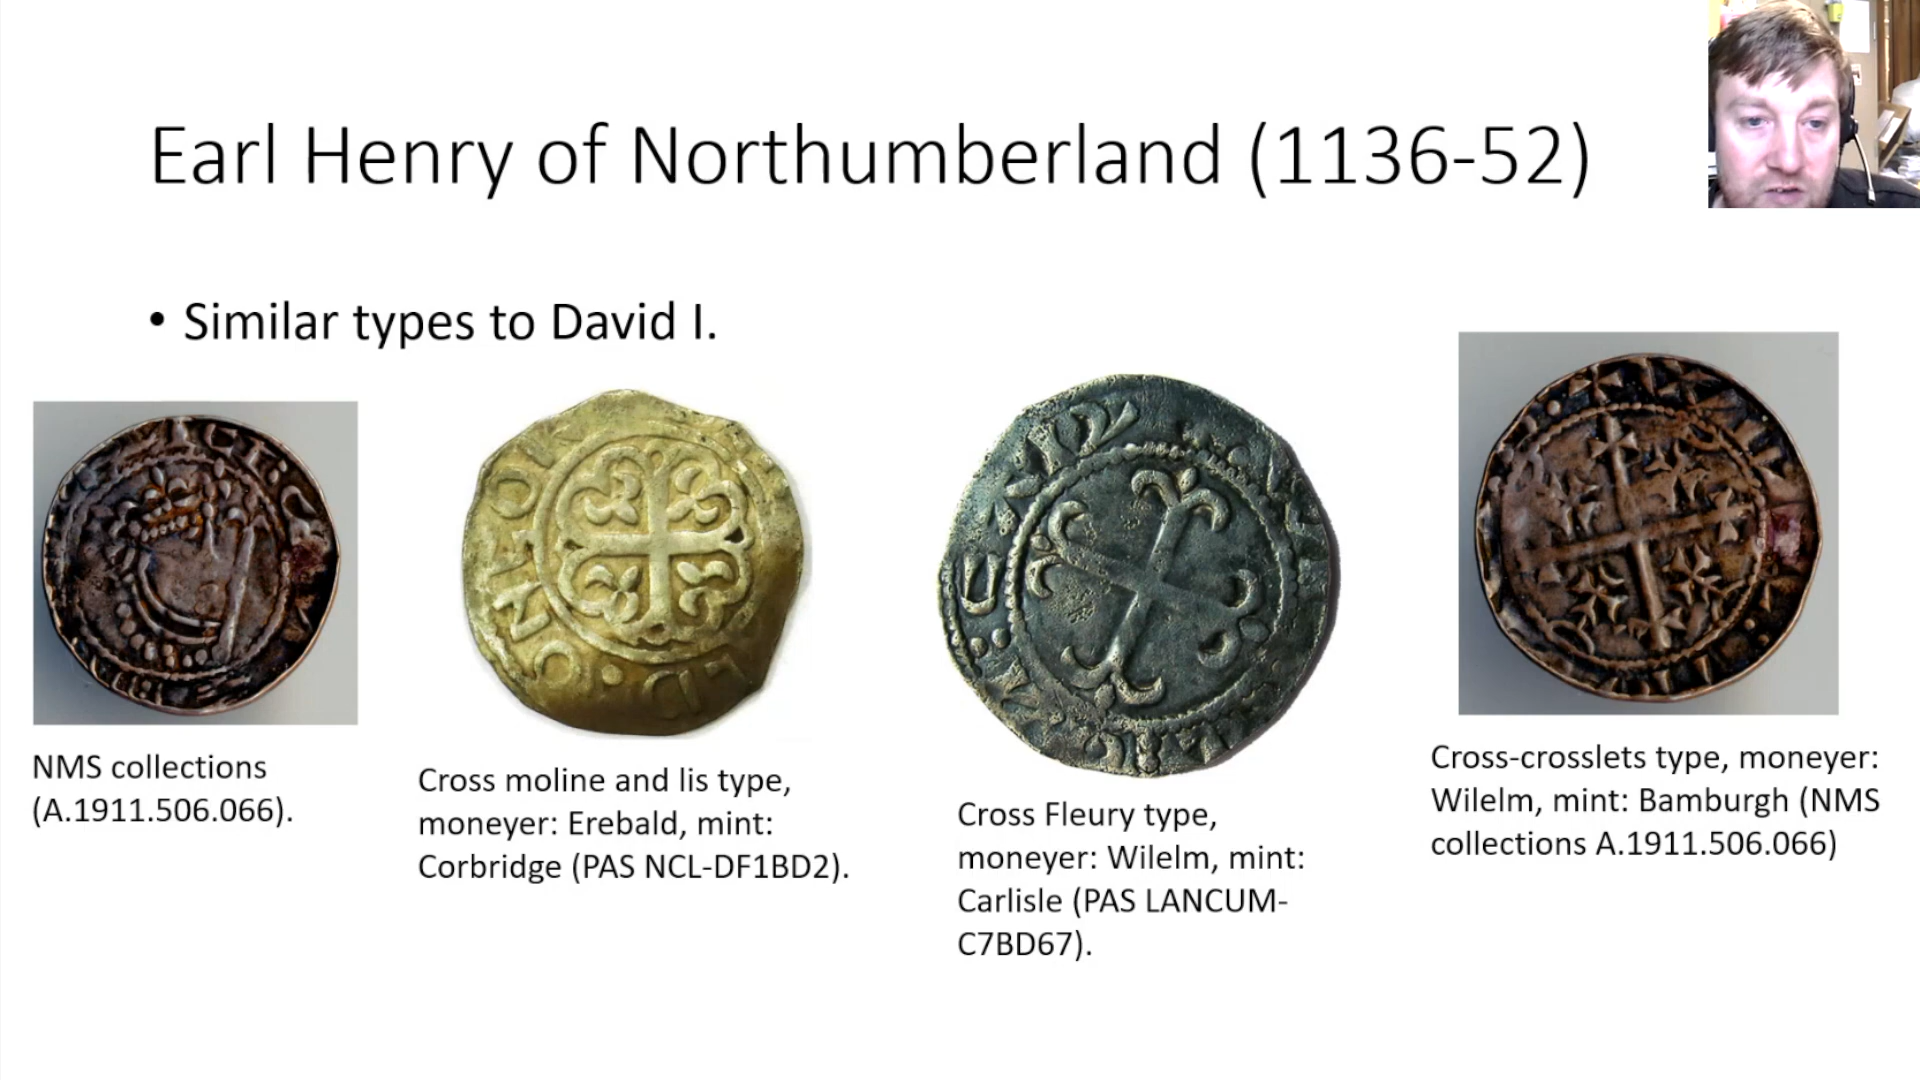 Earl Henry of Northumberland (1136-52)
• Similar types to David I.
NMS collections
(A.1911.506.066).
Cross moline and lis type,
moneyer: Erebald, mint:
Corbridge (PAS NCL-DF1BD2).
Cross Fleury type,
moneyer: Wilelm, mint:
Carlisle (PAS LANCUM-
C7BD67).
Cross-crosslets type, moneyer:
Wilelm, mint: Bamburgh (NMS
collections A.1911.506.066)